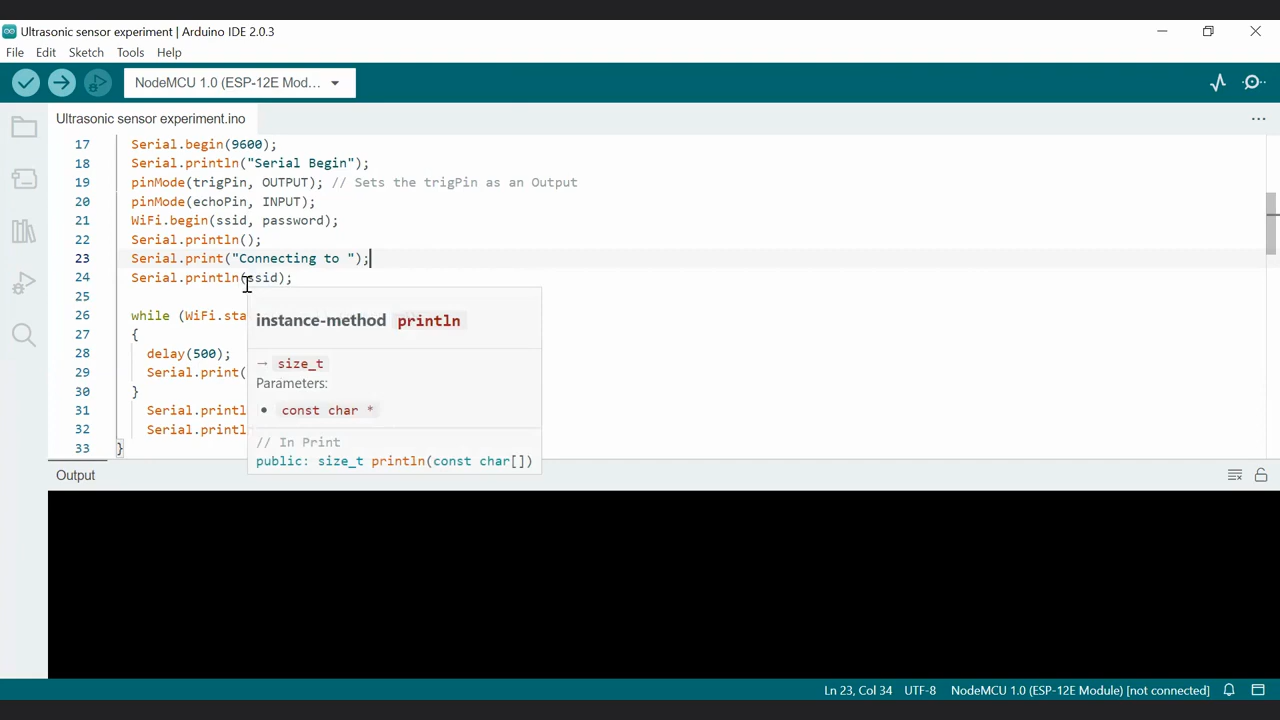 Ultrasonic sensor experiment | Arduino IDE 2.0.3
File Edit Sketch Tools Help
NodeMCU 1.0 (ESP-12E Mod...
Ultrasonic sensor experiment.ino
17 Serial.begin(9600);
18 Serial.println("Serial Begin");
19 pinMode(trigPin, OUTPUT); // Sets the trigPin as an Output
20 pinMode(echoPin, INPUT);
21 WiFi.begin(ssid, password);
22 Serial.println();
23 Serial.print("Connecting to ");
24 Serial.println(ssid);
25
26 while (WiFi.sta
27 {
28 delay(500);
29 Serial.print(
30 }
31 Serial.printl
32 Serial.printl
33 }
instance-method println
→ size_t
Parameters:
• const char *
// In Print
public: size_t println(const char[])
Output
Ln 23, Col 34 UTF-8 NodeMCU 1.0 (ESP-12E Module) [not connected]